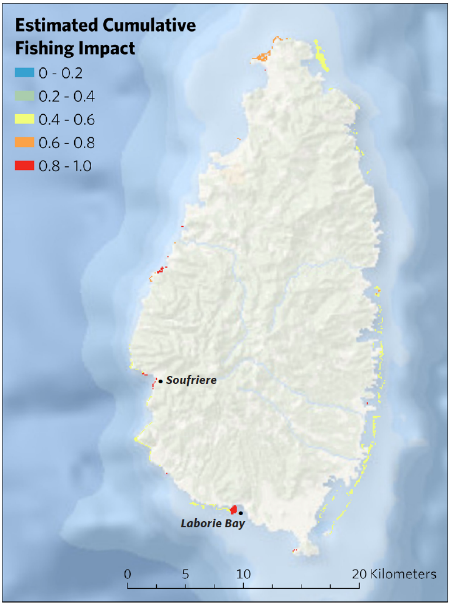 Estimated Cumulative
Fishing Impact
0 - 0.2
0.2 - 0.4
0.4 - 0.6
0.6 - 0.8
0.8 - 1.0
Soufriere
Laborie Bay
0 5 10 20 Kilometers